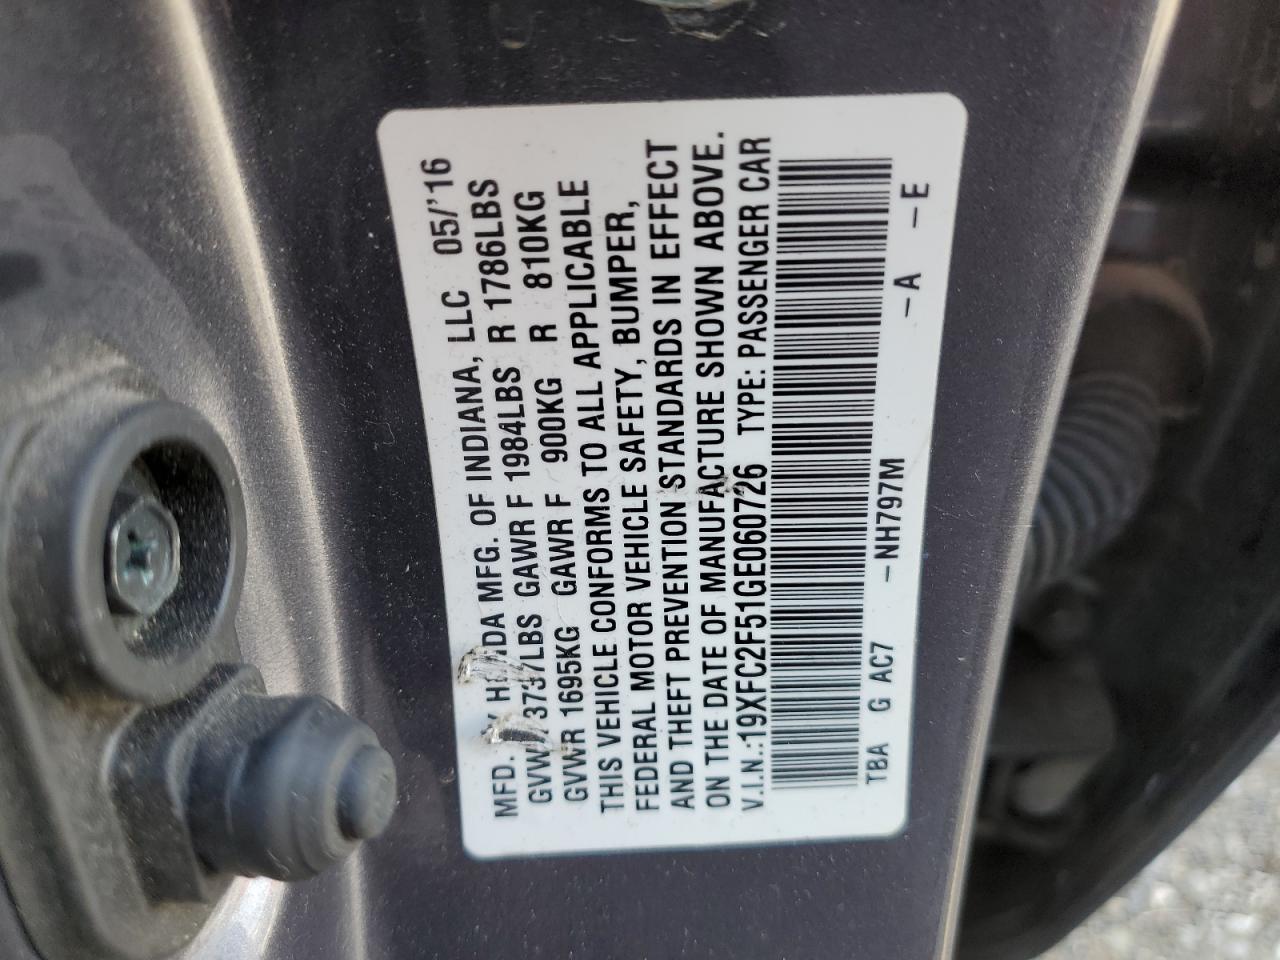 MFD. BY HONDA MFG. OF INDIANA, LLC 05/'16
GVWR 3737LBS GAWR F 1984LBS R 1786LBS
GVWR 1695KG GAWR F 900KG R 810KG
THIS VEHICLE CONFORMS TO ALL APPLICABLE
FEDERAL MOTOR VEHICLE SAFETY, BUMPER,
AND THEFT PREVENTION STANDARDS IN EFFECT
ON THE DATE OF MANUFACTURE SHOWN ABOVE.
V.I.N.:19XFC2F51GE060726 TYPE: PASSENGER CAR
TBA G AC7 –NH797M –A –E